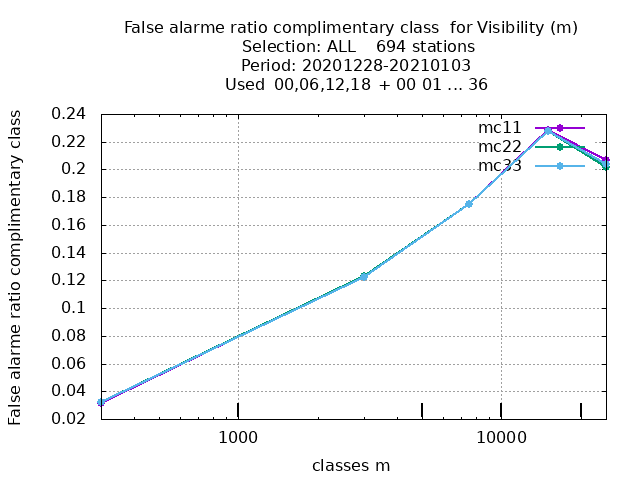 False alarme ratio complimentary class  for Visibility (m)
Selection: ALL    694 stations
Period: 20201228-20210103
Used  00,06,12,18  + 00 01 ... 36
False alarme ratio complimentary class
0.24
0.22
0.2
0.18
0.16
0.14
0.12
0.1
0.08
0.06
0.04
0.02
mc11
mc22
mc33
1000
10000
classes m